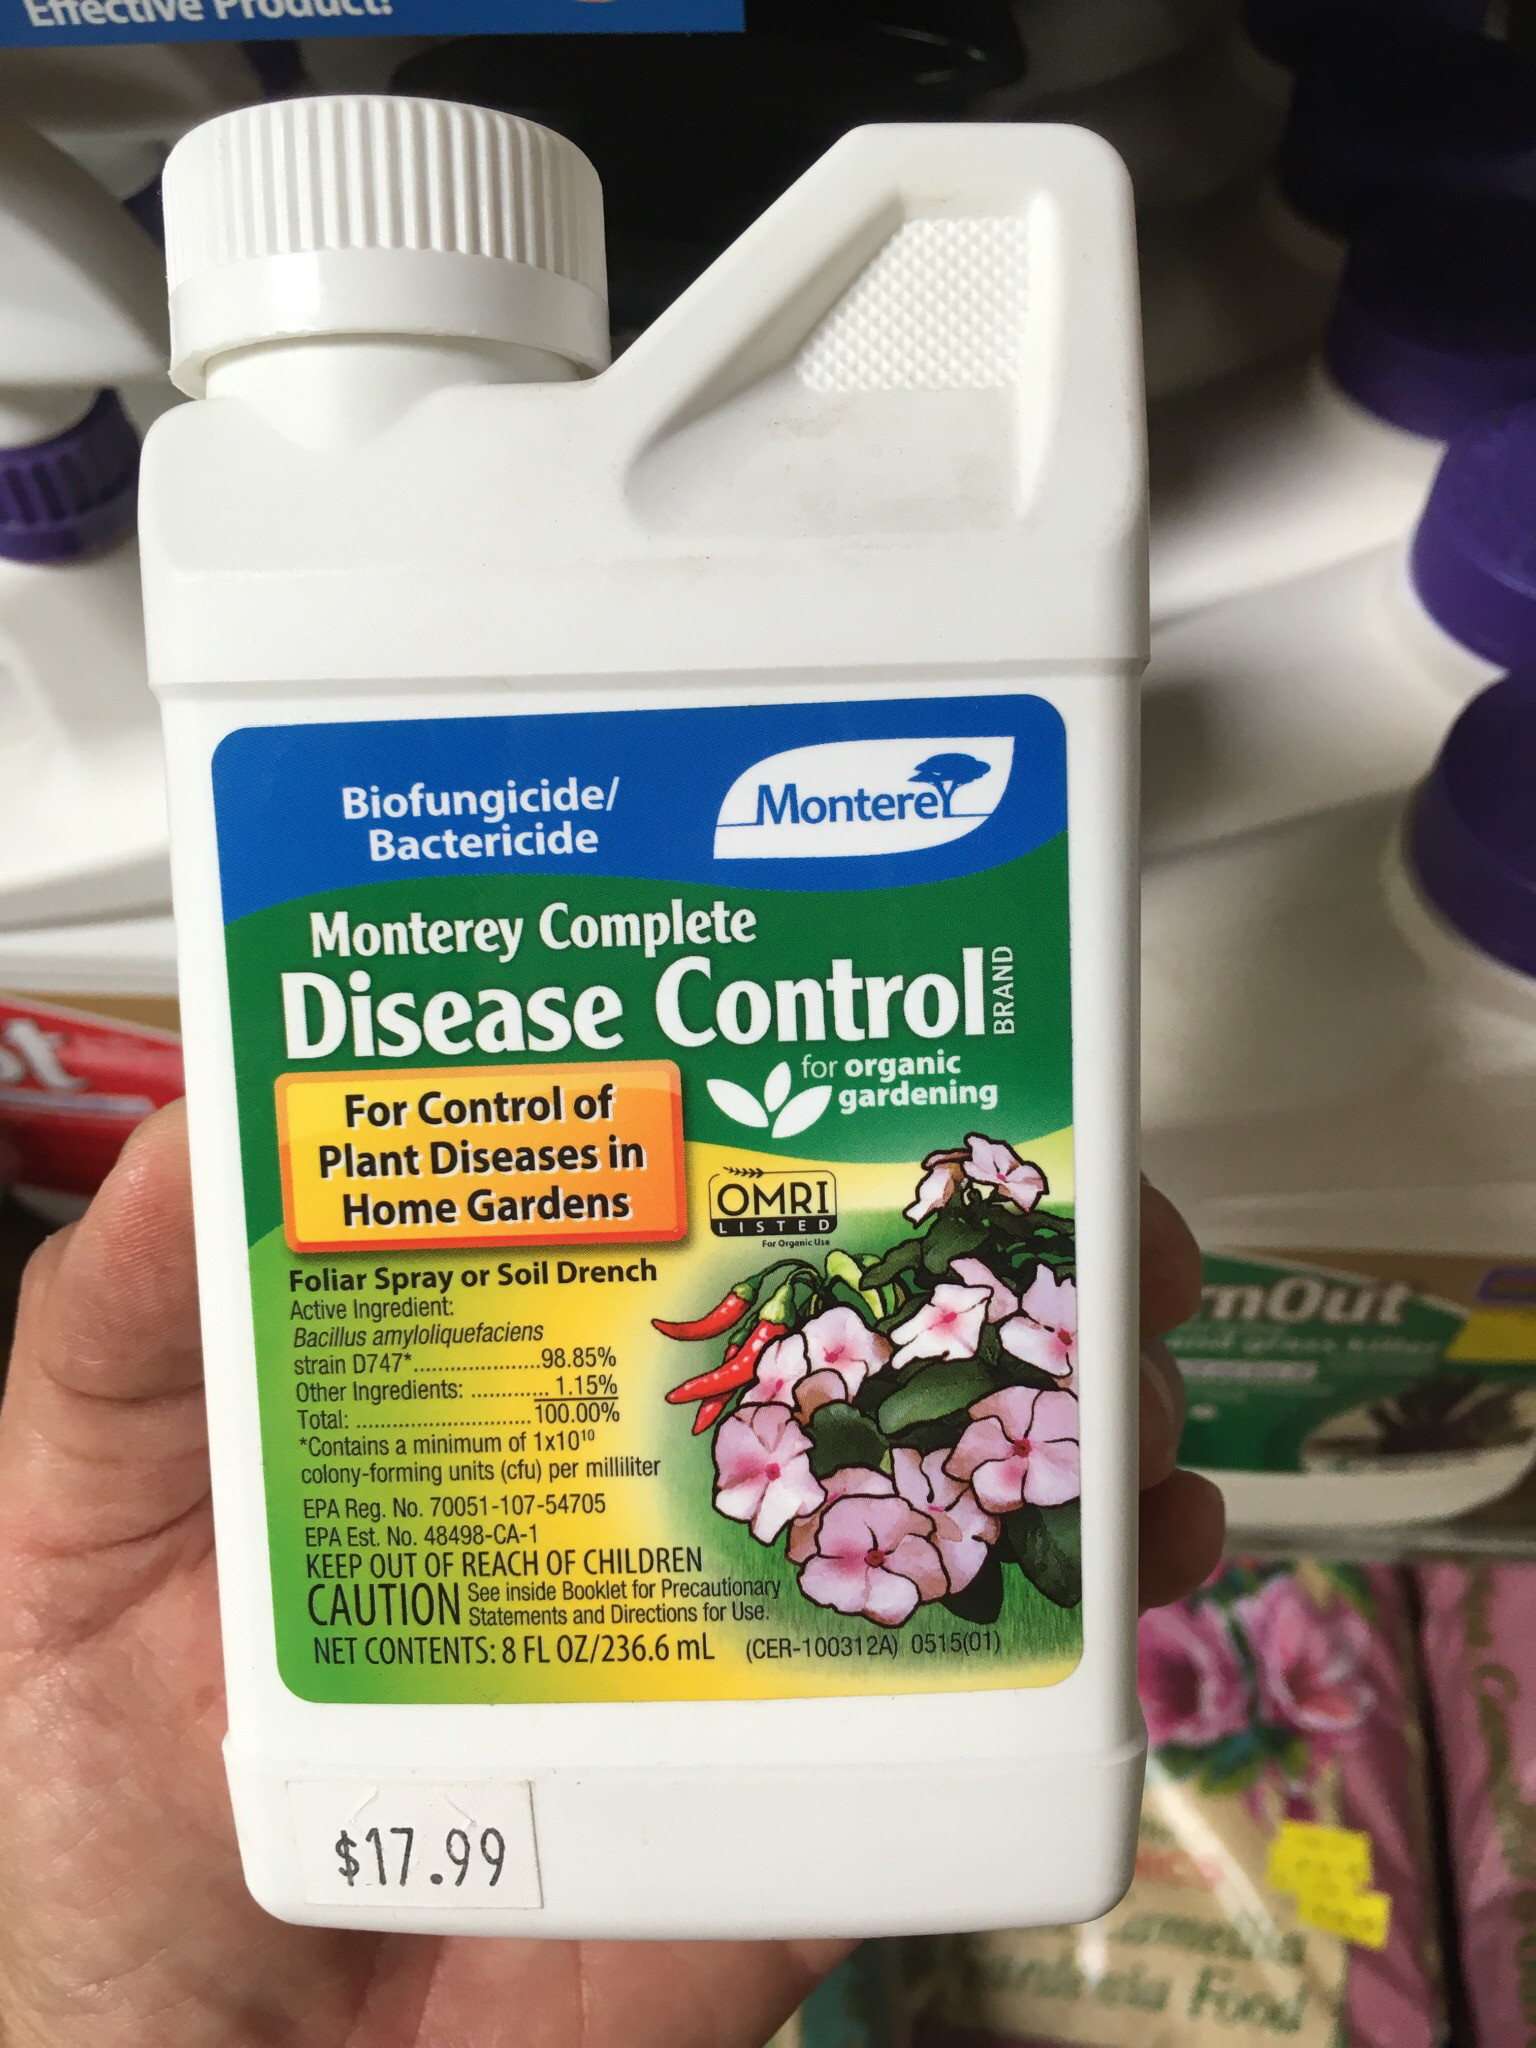 Effective Product!
Biofungicide/
Bactericide
Monterey
Monterey Complete
Disease Control
BRAND
for organic
gardening
For Control of
Plant Diseases in
Home Gardens
OMRI
LISTED
For Organic Use
Foliar Spray or Soil Drench
Active Ingredient:
Bacillus amyloliquefaciens
strain D747*.....................98.85%
Other Ingredients: ............. 1.15%
Total: .............................100.00%
*Contains a minimum of 1x10¹⁰
colony-forming units (cfu) per milliliter
EPA Reg. No. 70051-107-54705
EPA Est. No. 48498-CA-1
KEEP OUT OF REACH OF CHILDREN
CAUTION See inside Booklet for Precautionary
Statements and Directions for Use.
NET CONTENTS: 8 FL OZ/236.6 mL (CER-100312A) 0515(01)
$17.99
rnOut
Food